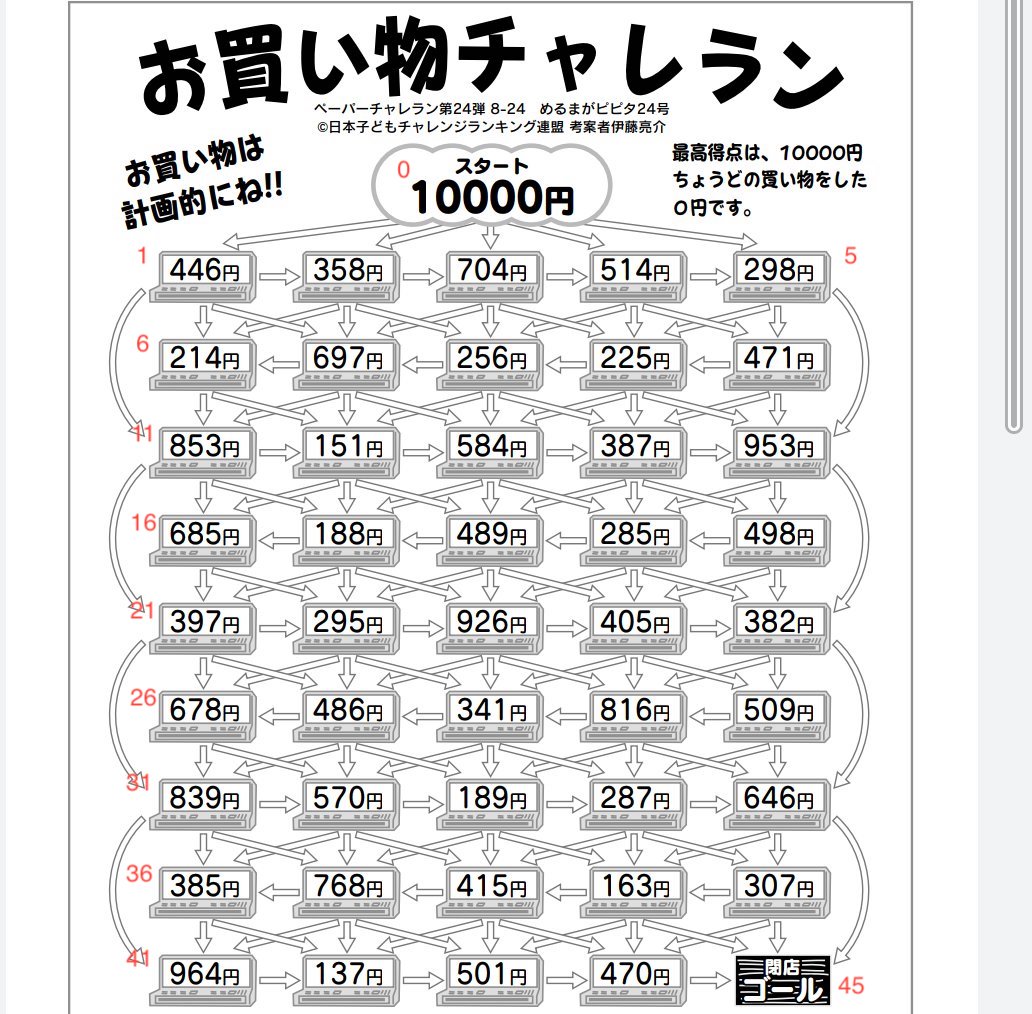 お買い物チャレラン
ペーパーチャレラン第24弾 8-24 めるまがビビタ24号
©日本子どもチャレンジランキング連盟 考案者伊藤亮介
お買い物は
計画的にね!!
0
スタート
10000円
最高得点は、10000円
ちょうどの買い物をした
0円です。
1 446円 358円 704円 514円 298円 5
6 214円 697円 256円 225円 471円
11 853円 151円 584円 387円 953円
16 685円 188円 489円 285円 498円
21 397円 295円 926円 405円 382円
26 678円 486円 341円 816円 509円
31 839円 570円 189円 287円 646円
36 385円 768円 415円 163円 307円
41 964円 137円 501円 470円 閉店
ゴール 45